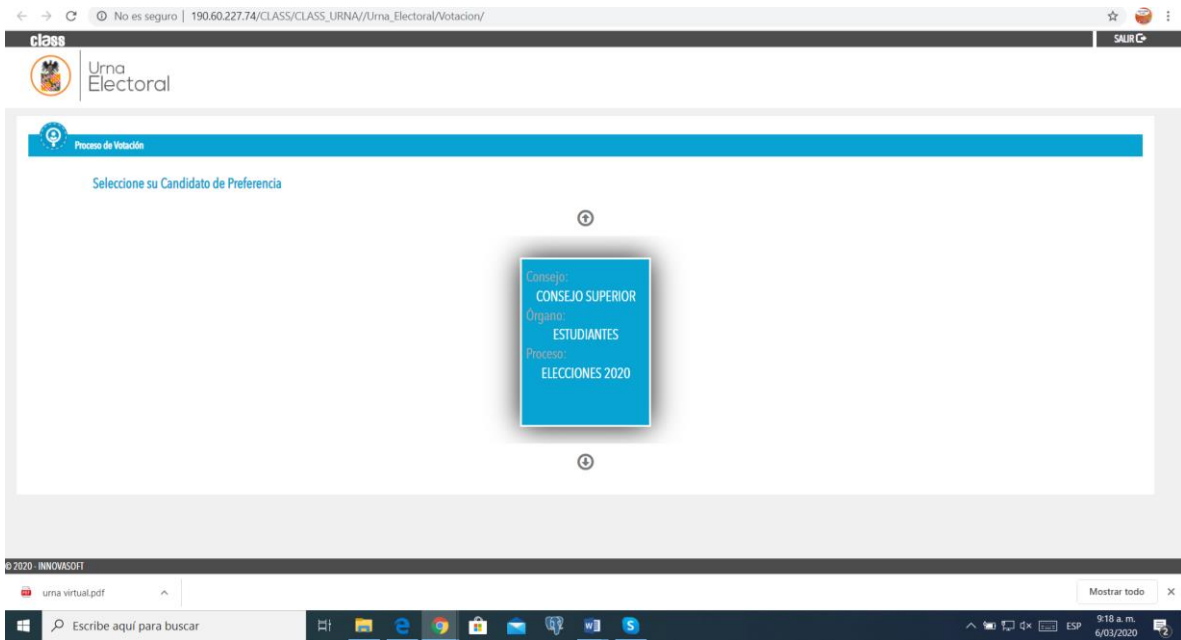 No es seguro | 190.60.227.74/CLASS/CLASS_URNA//Urna_Electoral/Votacion/
class
SALIR
Urna
Electoral
Proceso de Votación
Seleccione su Candidato de Preferencia
Consejo:
CONSEJO SUPERIOR
Órgano:
ESTUDIANTES
Proceso:
ELECCIONES 2020
© 2020 - INNOVASOFT
urna virtual.pdf
Mostrar todo
Escribe aquí para buscar
ESP
9:18 a. m.
6/03/2020
2